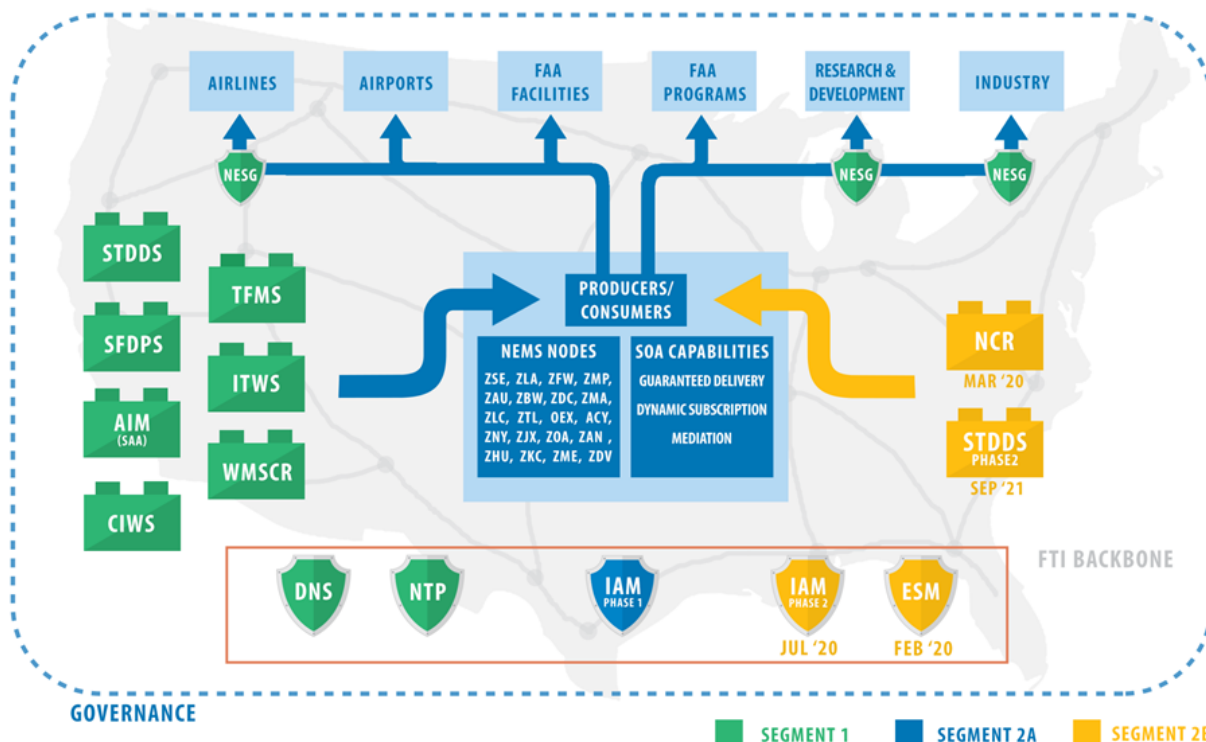 AIRLINES
AIRPORTS
FAA
FACILITIES
FAA
PROGRAMS
RESEARCH &
DEVELOPMENT
INDUSTRY
NESG
NESG
NESG
STDDS
TFMS
SFDPS
ITWS
AIM
(SAA)
WMSCR
CIWS
PRODUCERS/
CONSUMERS
NEMS NODES
ZSE, ZLA, ZFW, ZMP,
ZAU, ZBW, ZDC, ZMA,
ZLC, ZTL, OEX, ACY,
ZNY, ZJX, ZOA, ZAN ,
ZHU, ZKC, ZME, ZDV
SOA CAPABILITIES
GUARANTEED DELIVERY
DYNAMIC SUBSCRIPTION
MEDIATION
NCR
MAR ‘20
STDDS
PHASE2
SEP ‘21
FTI BACKBONE
DNS
NTP
IAM
PHASE 1
IAM
PHASE 2
JUL ‘20
ESM
FEB ‘20
GOVERNANCE
SEGMENT 1
SEGMENT 2A
SEGMENT 2B